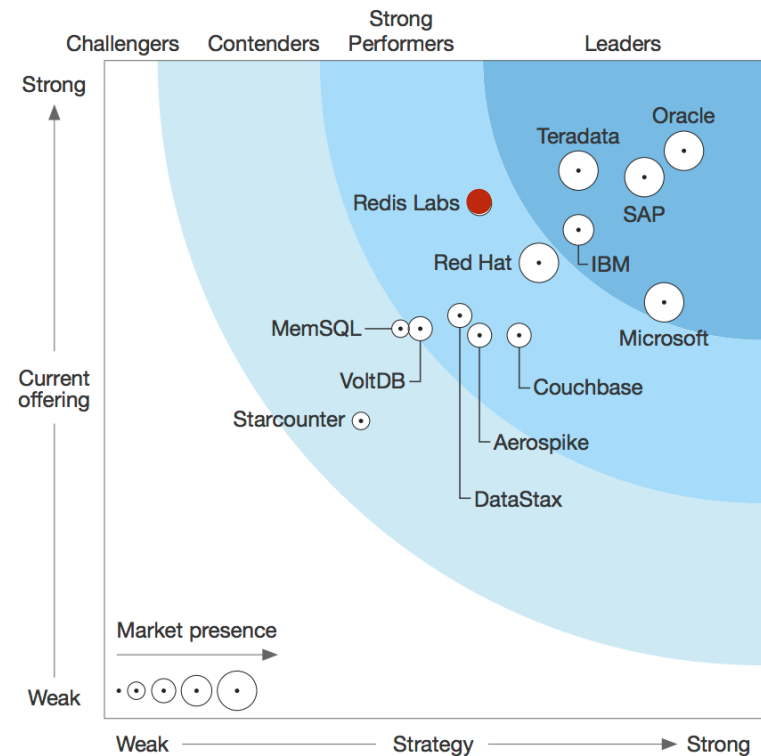 Strong
Challengers
Contenders
Performers
Leaders
Strong
Oracle
Teradata
Redis Labs
SAP
Red Hat
IBM
MemSQL
Microsoft
VoltDB
Current
offering
Couchbase
Starcounter
Aerospike
DataStax
Market presence
Weak
Weak
Strategy
Strong